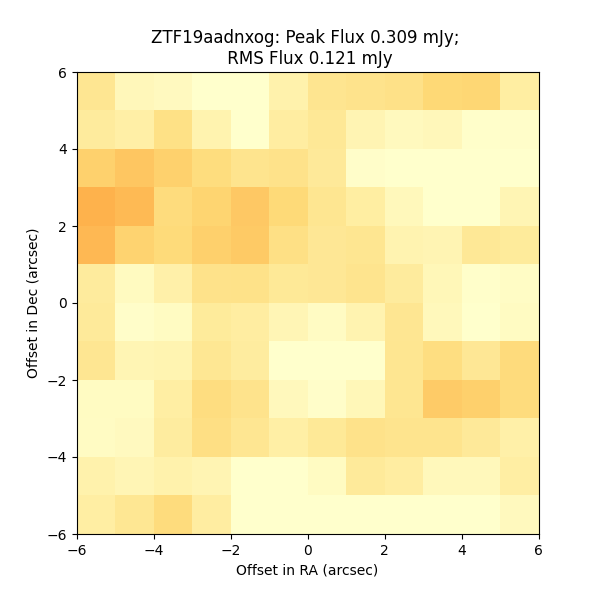 ZTF19aadnxog: Peak Flux 0.309 mJy;
RMS Flux 0.121 mJy
6
4
2
0
−2
−4
−6
Offset in Dec (arcsec)
−6 −4 −2 0 2 4 6
Offset in RA (arcsec)